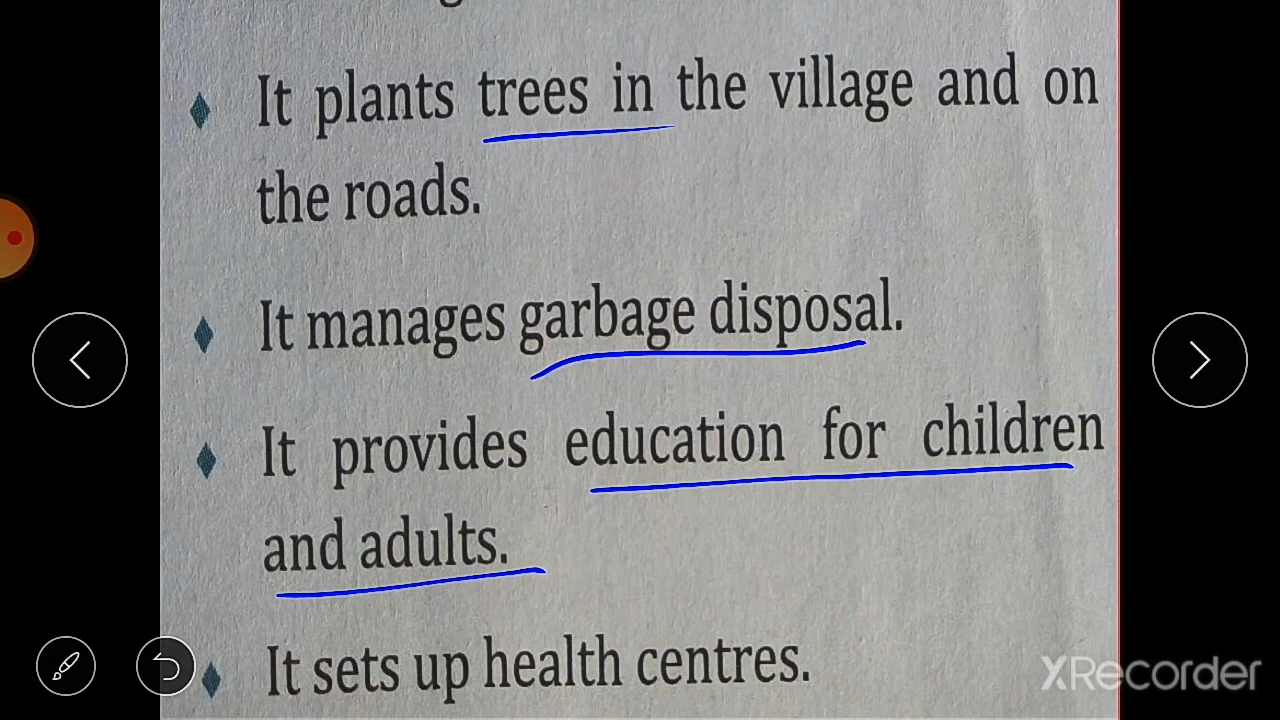 It plants trees in the village and on
the roads.
It manages garbage disposal.
It provides education for children
and adults.
It sets up health centres.
XRecorder